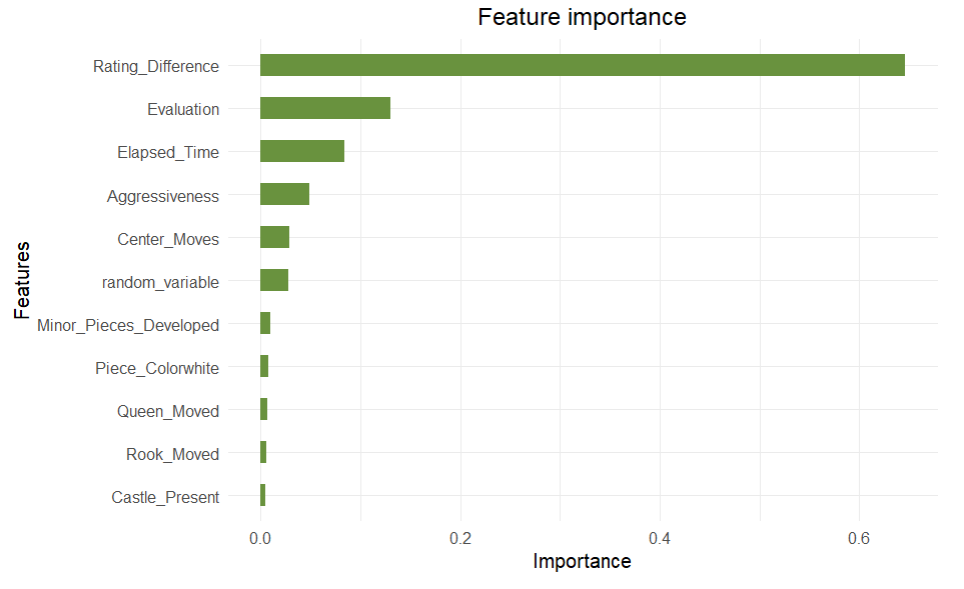 Feature importance
Features
Rating_Difference
Evaluation
Elapsed_Time
Aggressiveness
Center_Moves
random_variable
Minor_Pieces_Developed
Piece_Colorwhite
Queen_Moved
Rook_Moved
Castle_Present
0.0 0.2 0.4 0.6
Importance